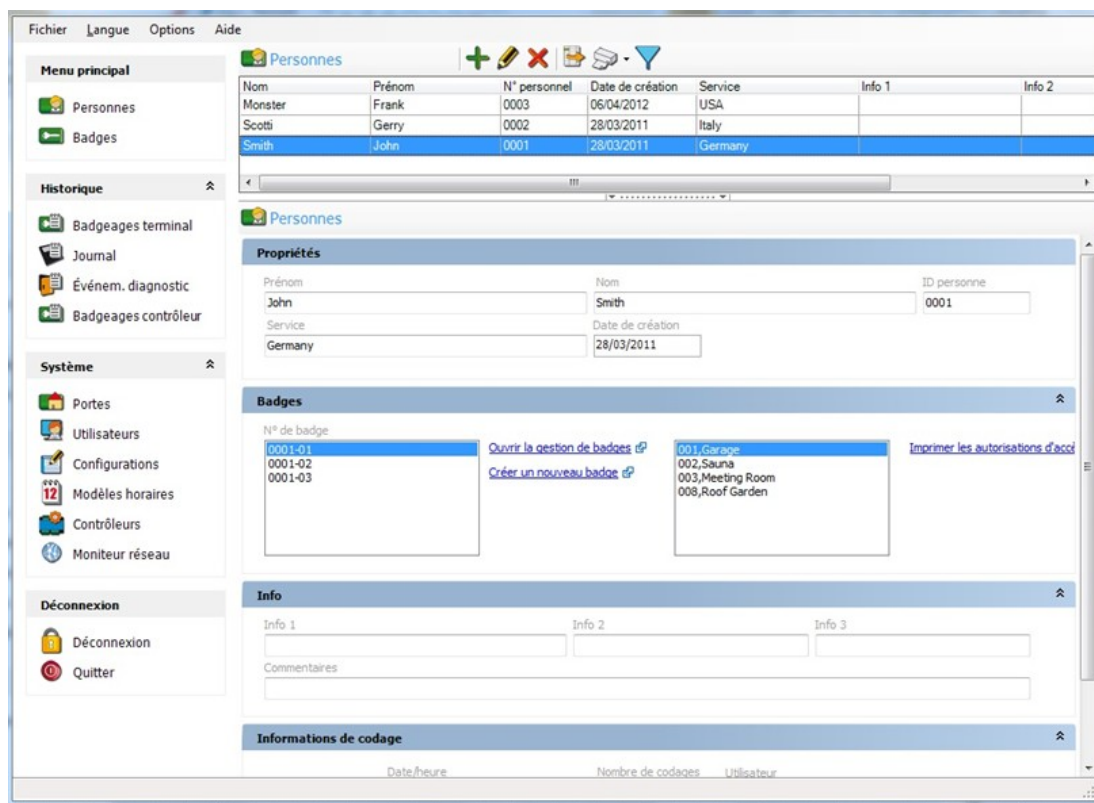 Fichier Langue Options Aide
Menu principal
Personnes
Badges
Historique
Badgeages terminal
Journal
Événem. diagnostic
Badgeages contrôleur
Système
Portes
Utilisateurs
Configurations
12 Modèles horaires
Contrôleurs
Moniteur réseau
Déconnexion
Déconnexion
Quitter
Personnes
Nom Prénom N° personnel Date de création Service Info 1 Info 2
Monster Frank 0003 06/04/2012 USA
Scotti Gerry 0002 28/03/2011 Italy
Smith John 0001 28/03/2011 Germany
Personnes
Propriétés
Prénom Nom ID personne
John Smith 0001
Service Date de création
Germany 28/03/2011
Badges
N° de badge
0001-01 Ouvrir la gestion de badges 001,Garage Imprimer les autorisations d'accé
0001-02 Créer un nouveau badge 002,Sauna
0001-03 003,Meeting Room
008,Roof Garden
Info
Info 1 Info 2 Info 3
Commentaires
Informations de codage
Date/heure Nombre de codages Utilisateur